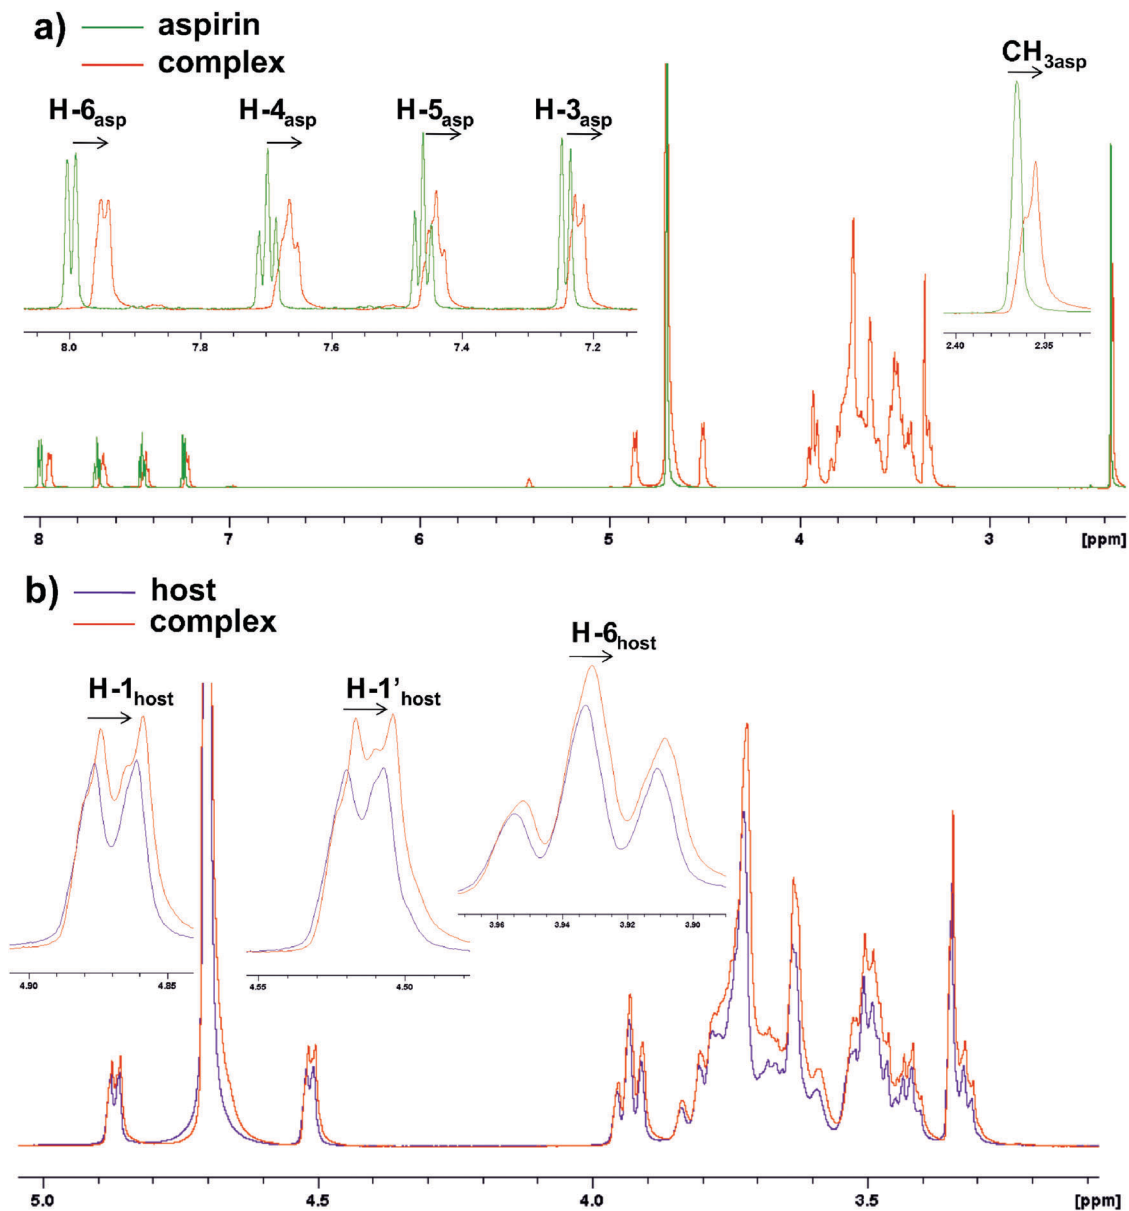 a)
aspirin
complex
H-6asp
H-4asp
H-5asp
H-3asp
CH3asp
8.0 7.8 7.6 7.4 7.2
2.40 2.35
8 7 6 5 4 3 [ppm]
b)
host
complex
H-1host
H-1'host
H-6host
4.90 4.85
4.55 4.50
3.96 3.94 3.92 3.90
5.0 4.5 4.0 3.5 [ppm]